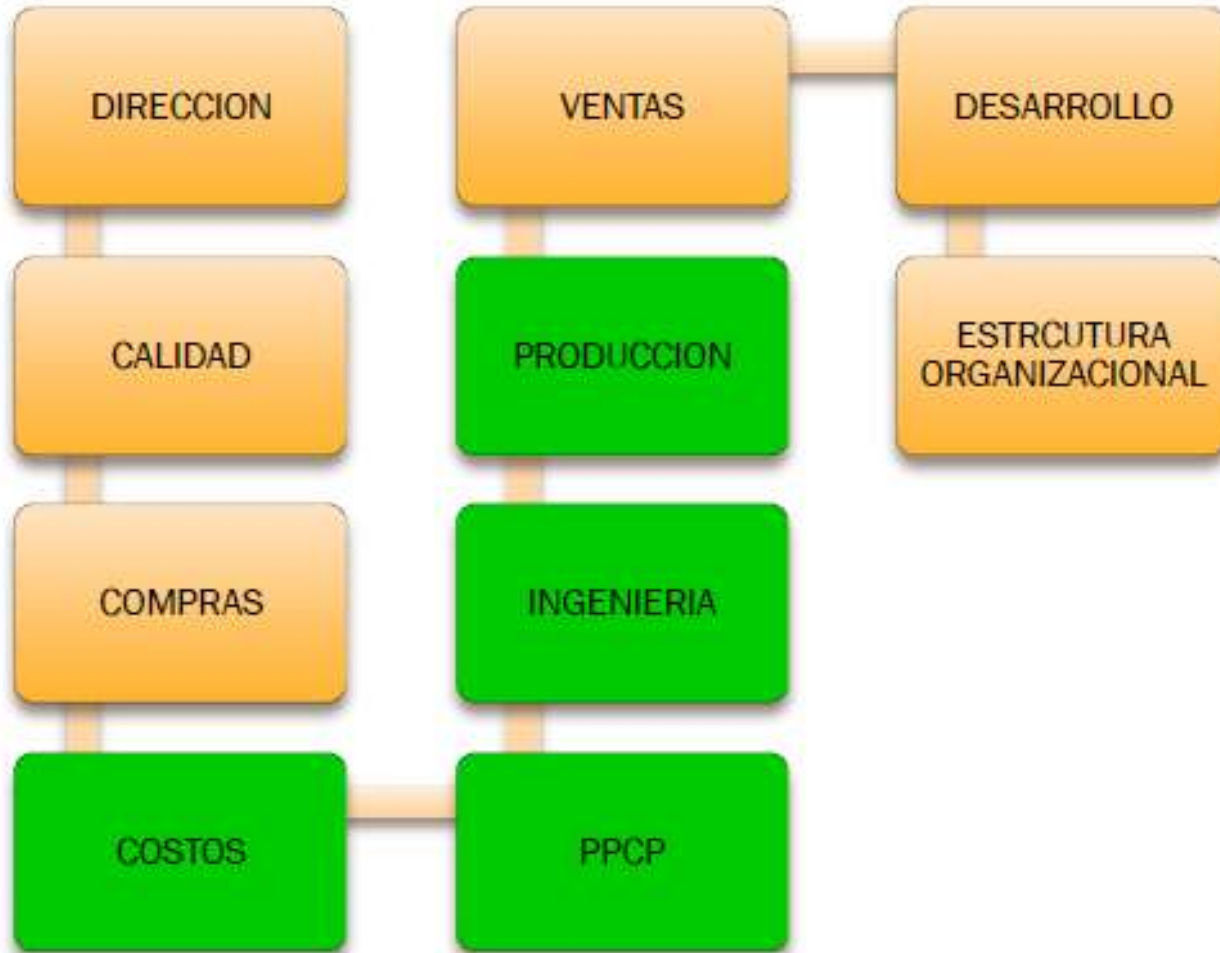 DIRECCION
CALIDAD
COMPRAS
COSTOS
PPCP
INGENIERIA
PRODUCCION
VENTAS
DESARROLLO
ESTRCUTURA
ORGANIZACIONAL